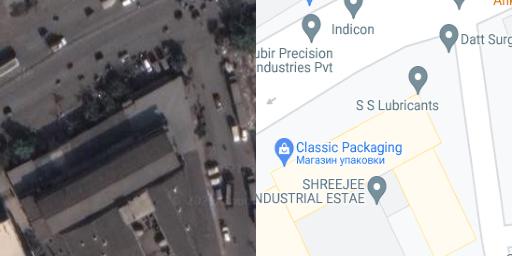 Indicon
ubir Precision
ndustries Pvt
Datt Surg
S S Lubricants
Classic Packaging
Магазин упаковки
SHREEJEE
NDUSTRIAL ESTAE